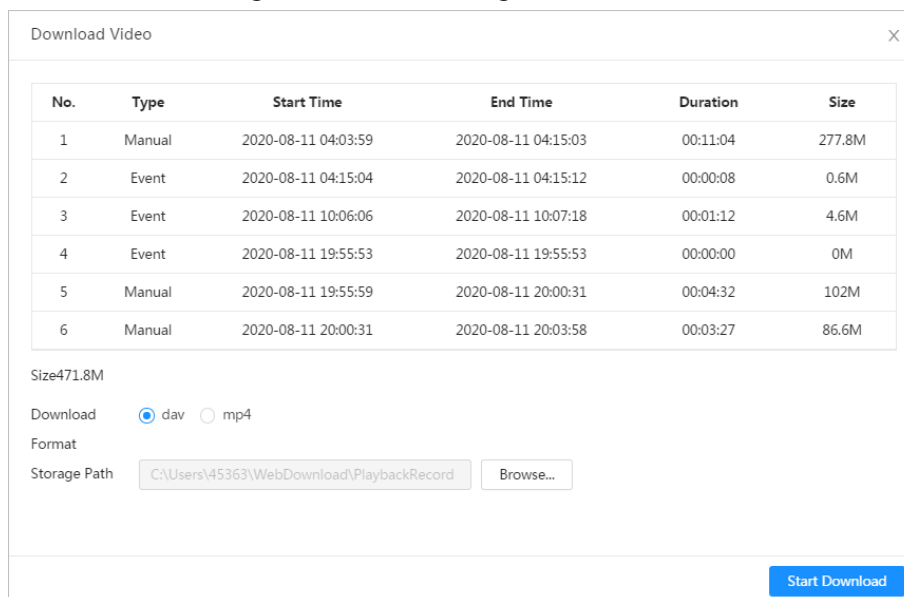 Download Video
No. Type Start Time End Time Duration Size
1 Manual 2020-08-11 04:03:59 2020-08-11 04:15:03 00:11:04 277.8M
2 Event 2020-08-11 04:15:04 2020-08-11 04:15:12 00:00:08 0.6M
3 Event 2020-08-11 10:06:06 2020-08-11 10:07:18 00:01:12 4.6M
4 Event 2020-08-11 19:55:53 2020-08-11 19:55:53 00:00:00 0M
5 Manual 2020-08-11 19:55:59 2020-08-11 20:00:31 00:04:32 102M
6 Manual 2020-08-11 20:00:31 2020-08-11 20:03:58 00:03:27 86.6M
Size471.8M
Download dav mp4
Format
Storage Path C:\Users\45363\WebDownload\PlaybackRecord Browse...
Start Download